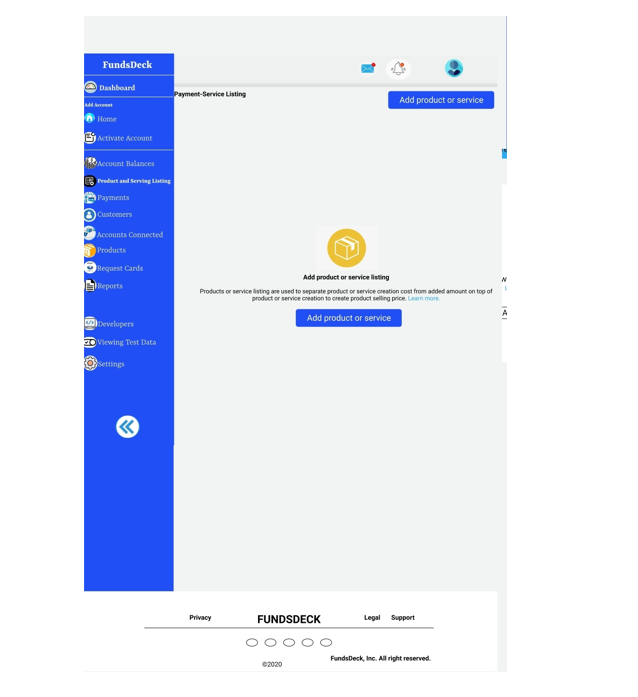 FundsDeck
Dashboard
Add Account
Home
Activate Account
Account Balances
Product and Serving Listing
Payments
Customers
Accounts Connected
Products
Request Cards
Reports
Developers
Viewing Test Data
Settings
Payment-Service Listing
Add product or service
Add product or service listing
Products or service listing are used to separate product or service creation cost from added amount on top of
product or service creation to create product selling price. Learn more.
Add product or service
Privacy
FUNDSDECK
Legal
Support
©2020
FundsDeck, Inc. All right reserved.